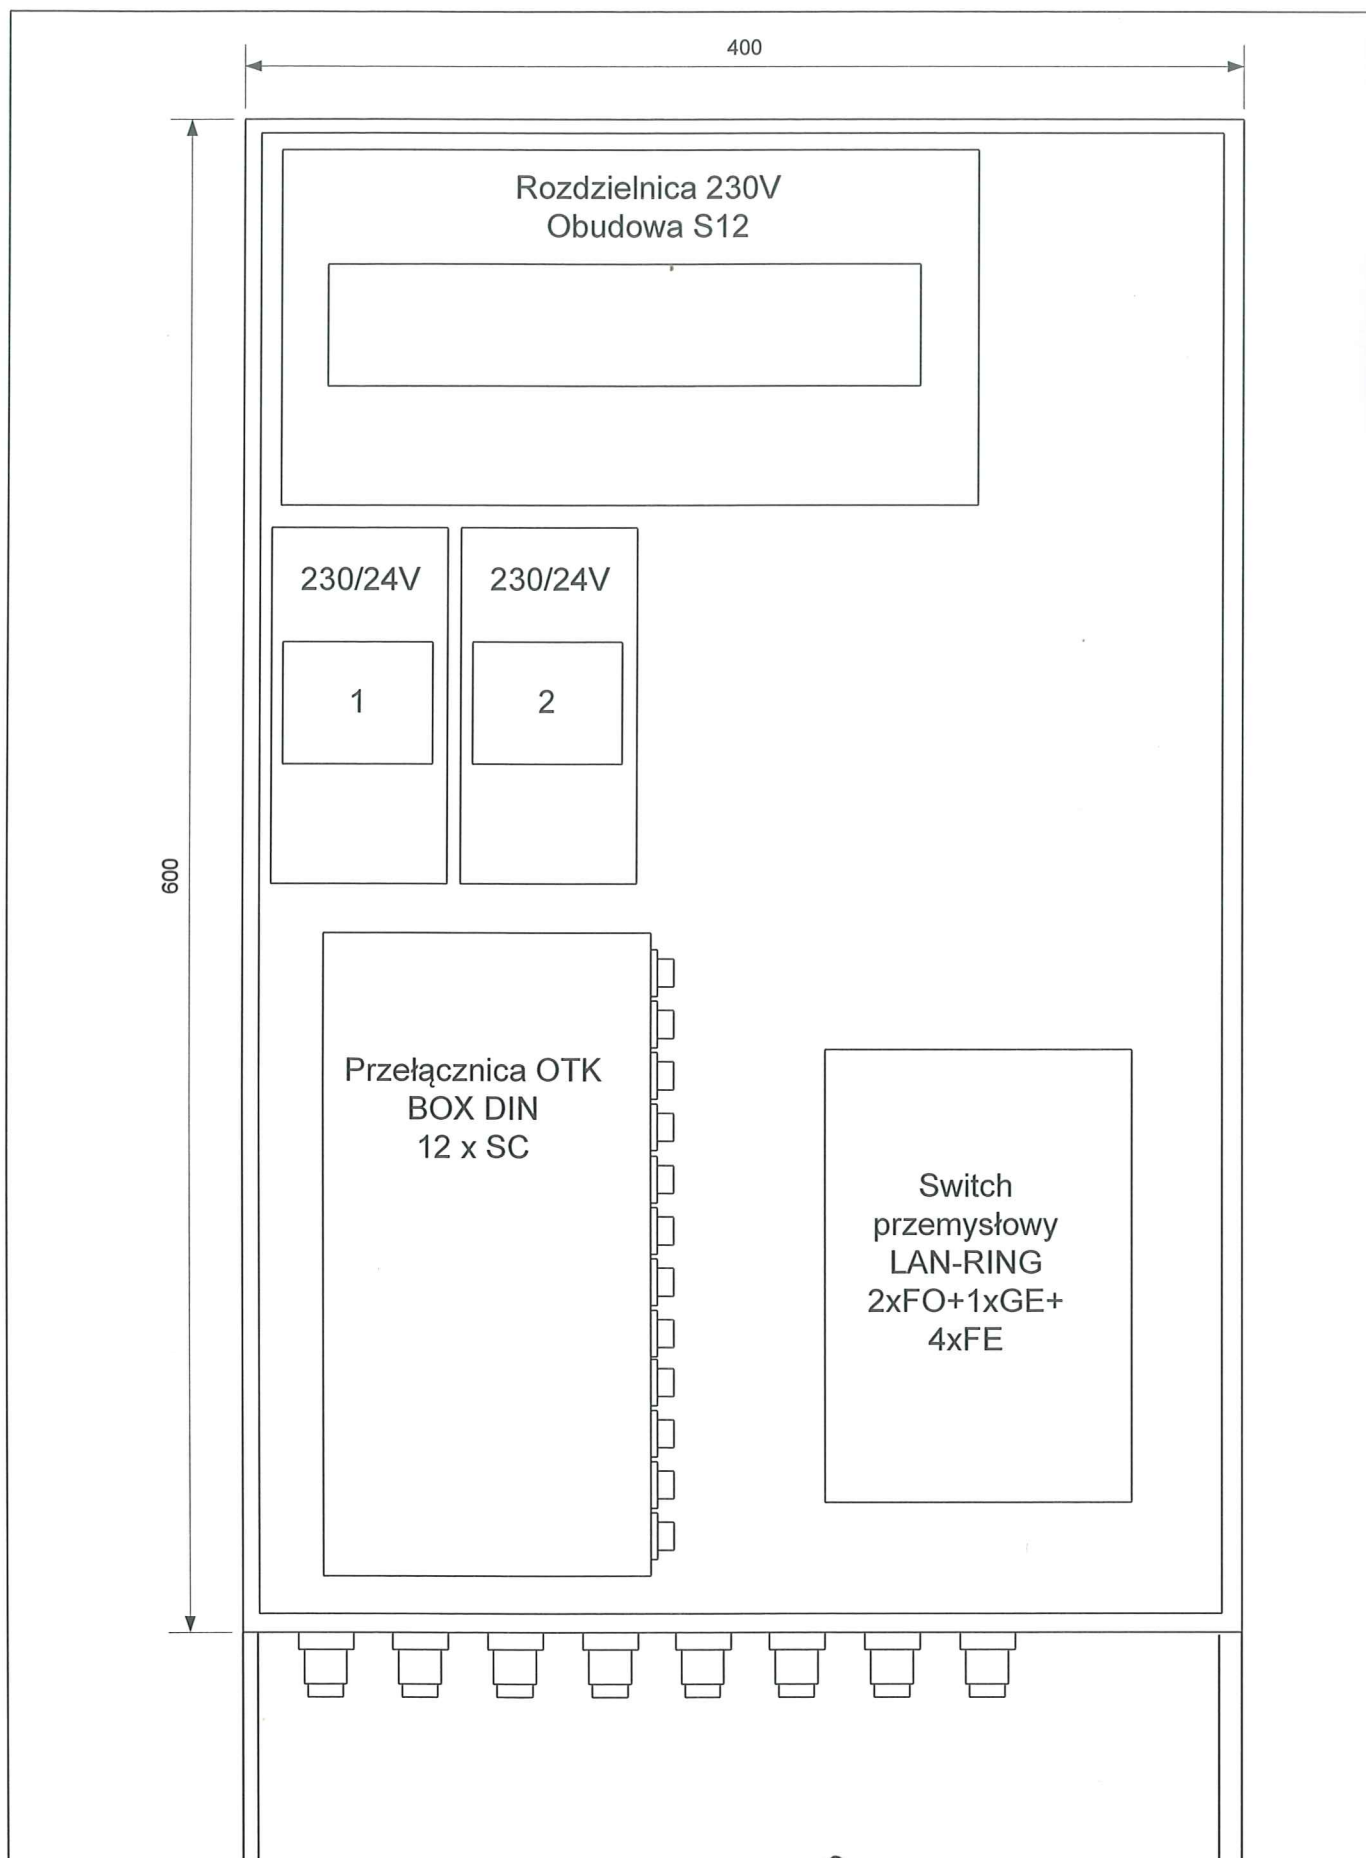 400
Rozdzielnica 230V
Obudowa S12
230/24V
230/24V
1
2
600
Przełącznica OTK
BOX DIN
12 x SC
Switch
przemysłowy
LAN-RING
2xFO+1xGE+
4xFE